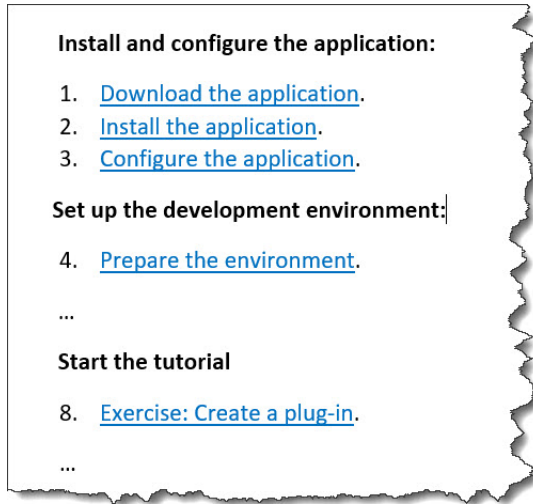 Install and configure the application:
1. Download the application.
2. Install the application.
3. Configure the application.
Set up the development environment:
4. Prepare the environment.
...
Start the tutorial
8. Exercise: Create a plug-in.
...